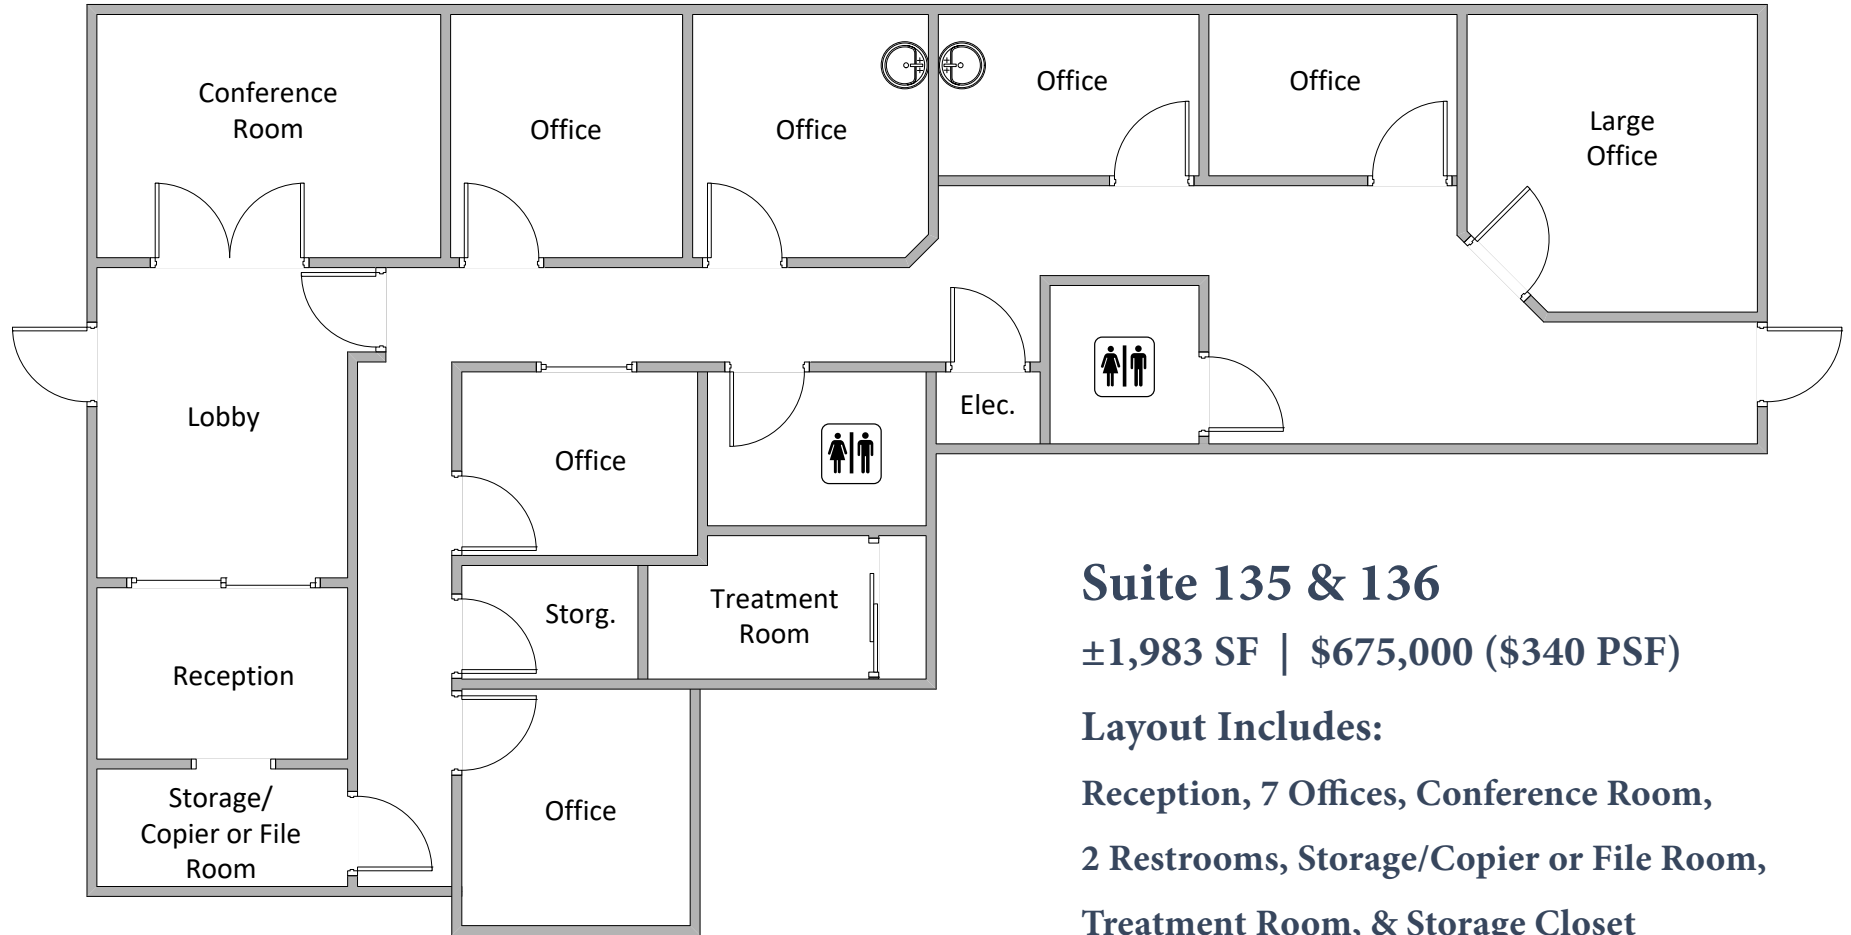 Conference
Room
Office
Office
Office
Office
Large
Office
Lobby
Elec.
Office
Storg.
Treatment
Room
Reception
Storage/
Copier or File
Room
Office
Suite 135 & 136
±1,983 SF | $675,000 ($340 PSF)
Layout Includes:
Reception, 7 Offices, Conference Room,
2 Restrooms, Storage/Copier or File Room,
Treatment Room, & Storage Closet